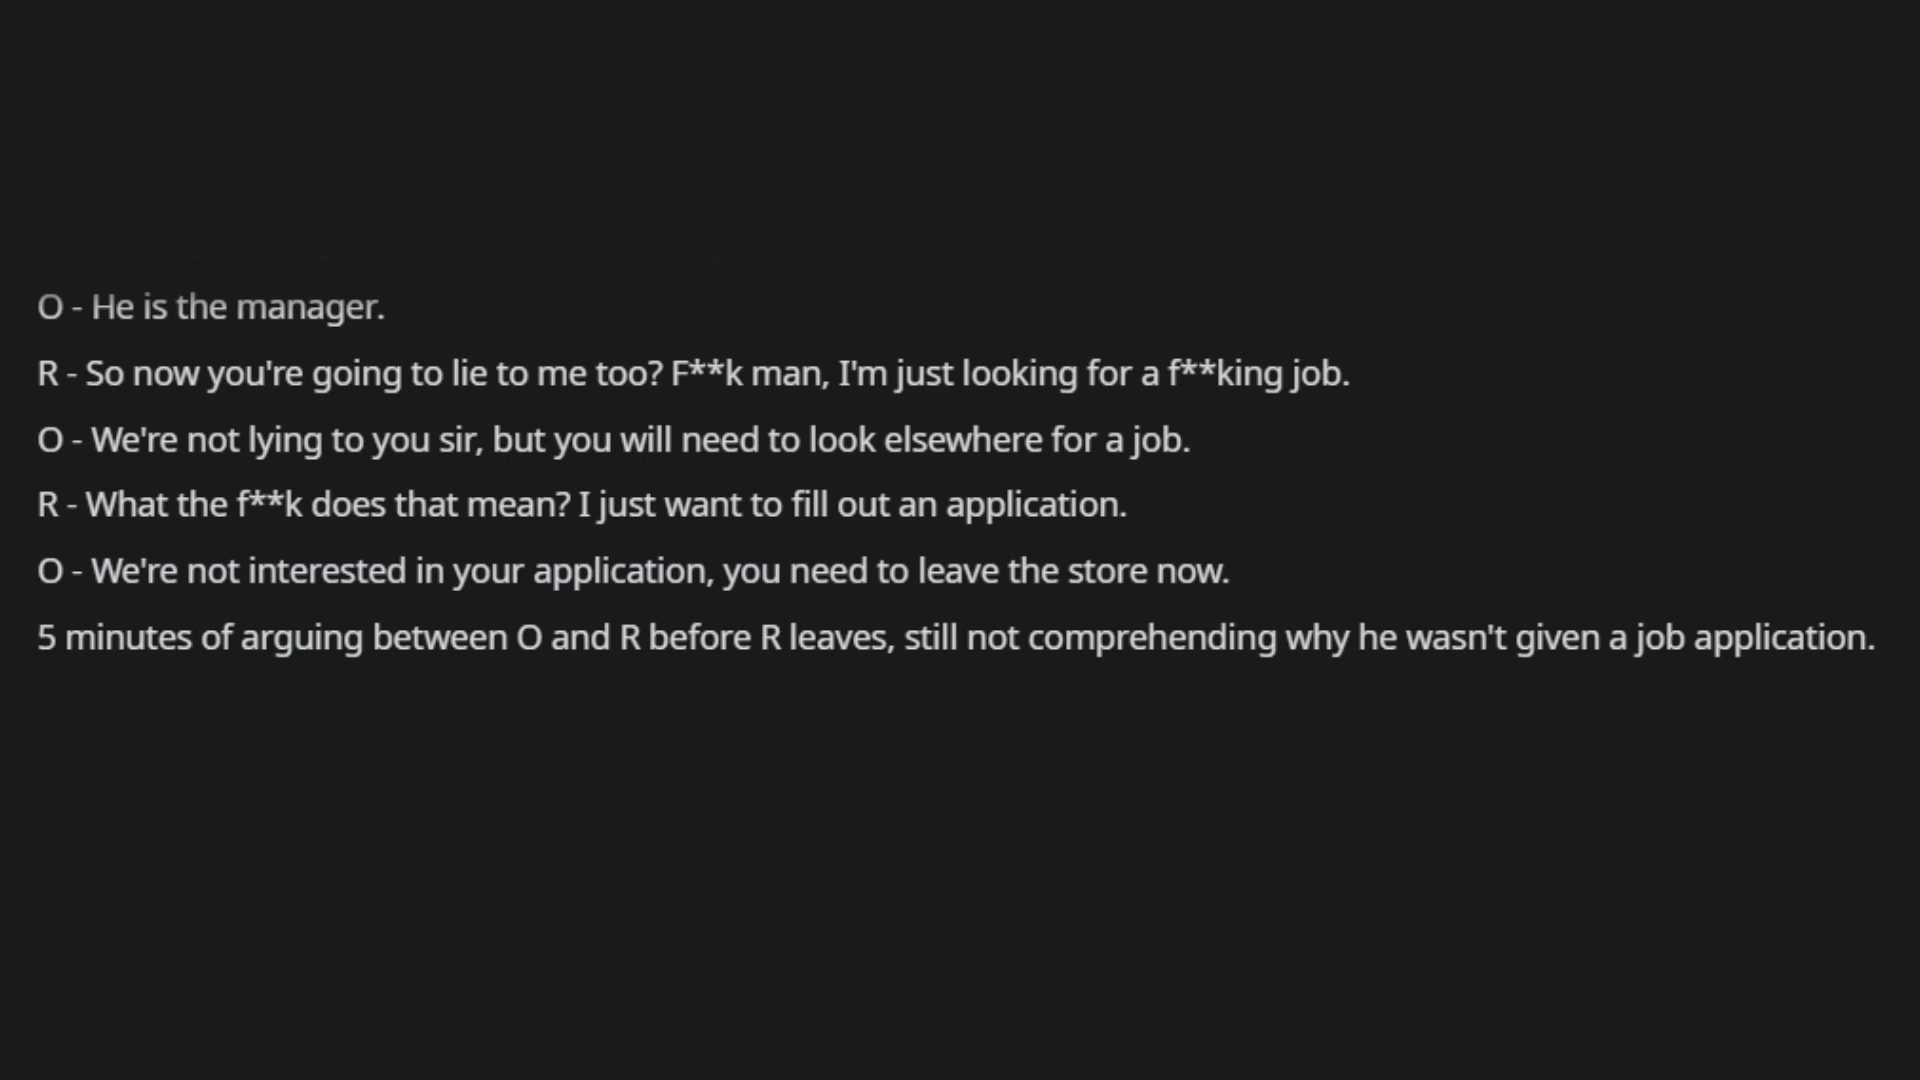 O - He is the manager.
R - So now you're going to lie to me too? F**k man, I'm just looking for a f**king job.
O - We're not lying to you sir, but you will need to look elsewhere for a job.
R - What the f**k does that mean? I just want to fill out an application.
O - We're not interested in your application, you need to leave the store now.
5 minutes of arguing between O and R before R leaves, still not comprehending why he wasn't given a job application.